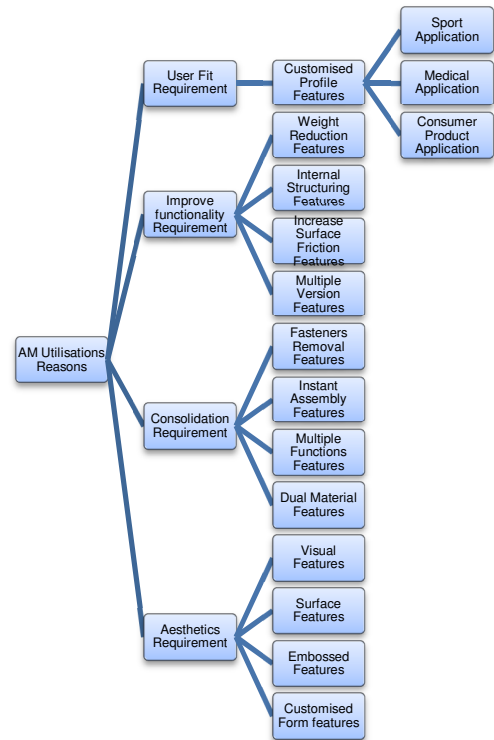 AM Utilisations
Reasons
User Fit
Requirement
Customised
Profile
Features
Sport
Application
Medical
Application
Consumer
Product
Application
Improve
functionality
Requirement
Weight
Reduction
Features
Internal
Structuring
Features
Increase
Surface
Friction
Features
Multiple
Version
Features
Consolidation
Requirement
Fasteners
Removal
Features
Instant
Assembly
Features
Multiple
Functions
Features
Dual Material
Features
Aesthetics
Requirement
Visual
Features
Surface
Features
Embossed
Features
Customised
Form features